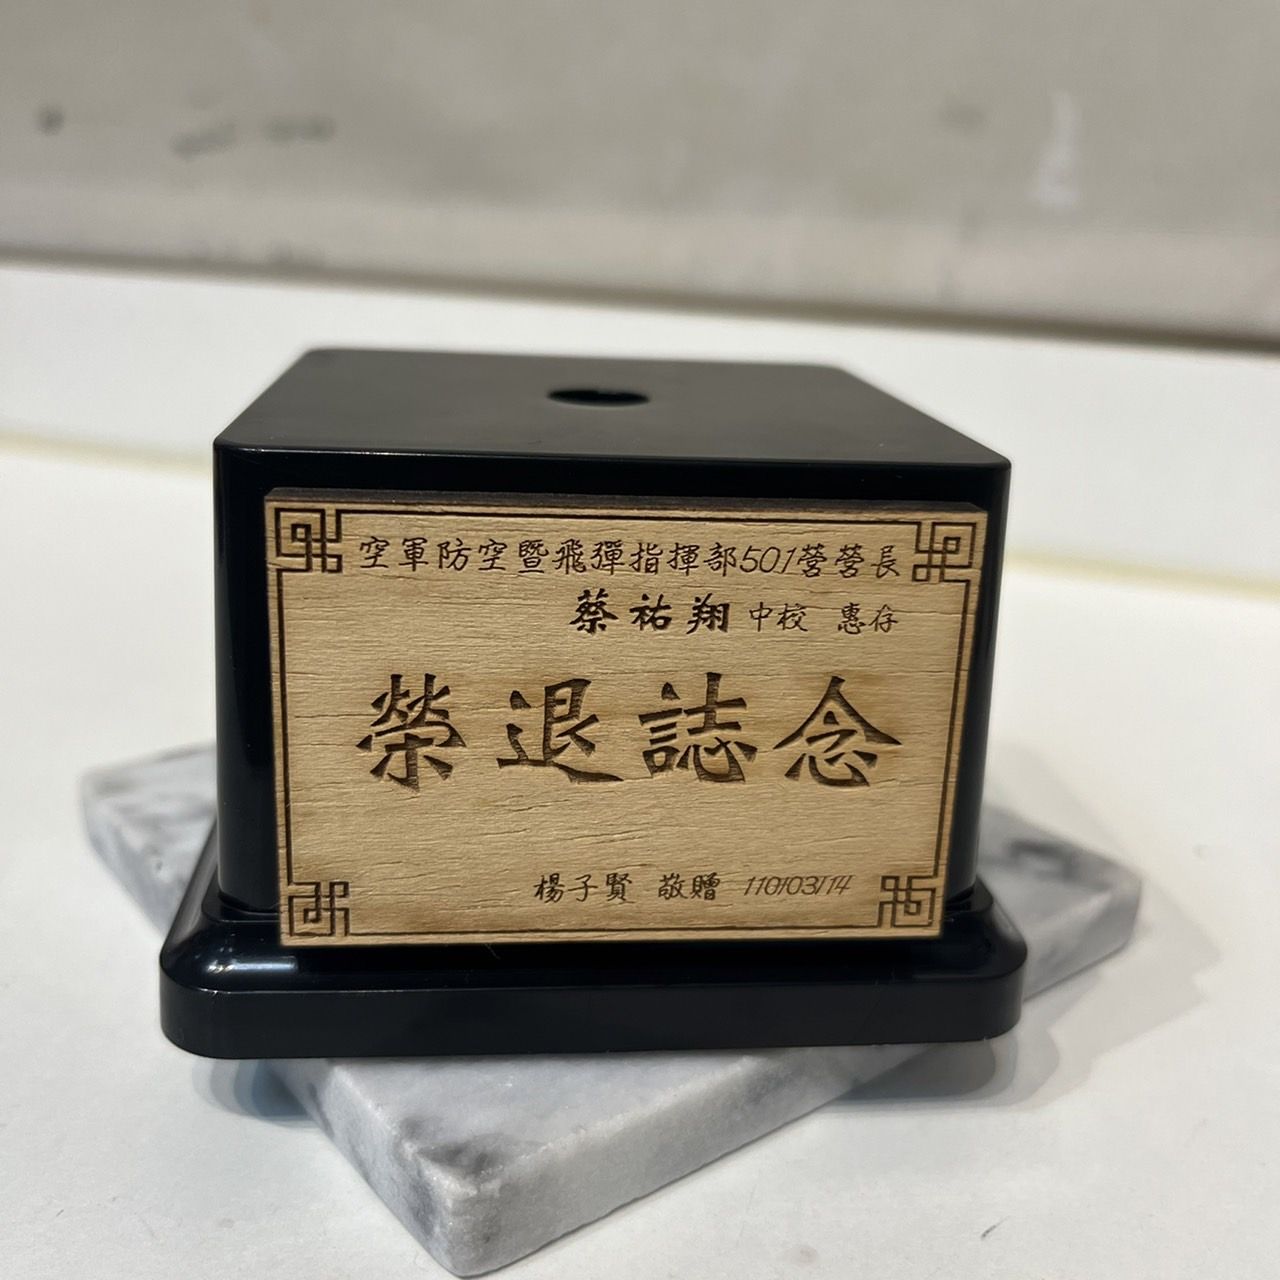 空軍防空暨飛彈指揮部501營營長
蔡祐翔中校 惠存
榮退誌念
楊子賢 敬贈 110/03/14